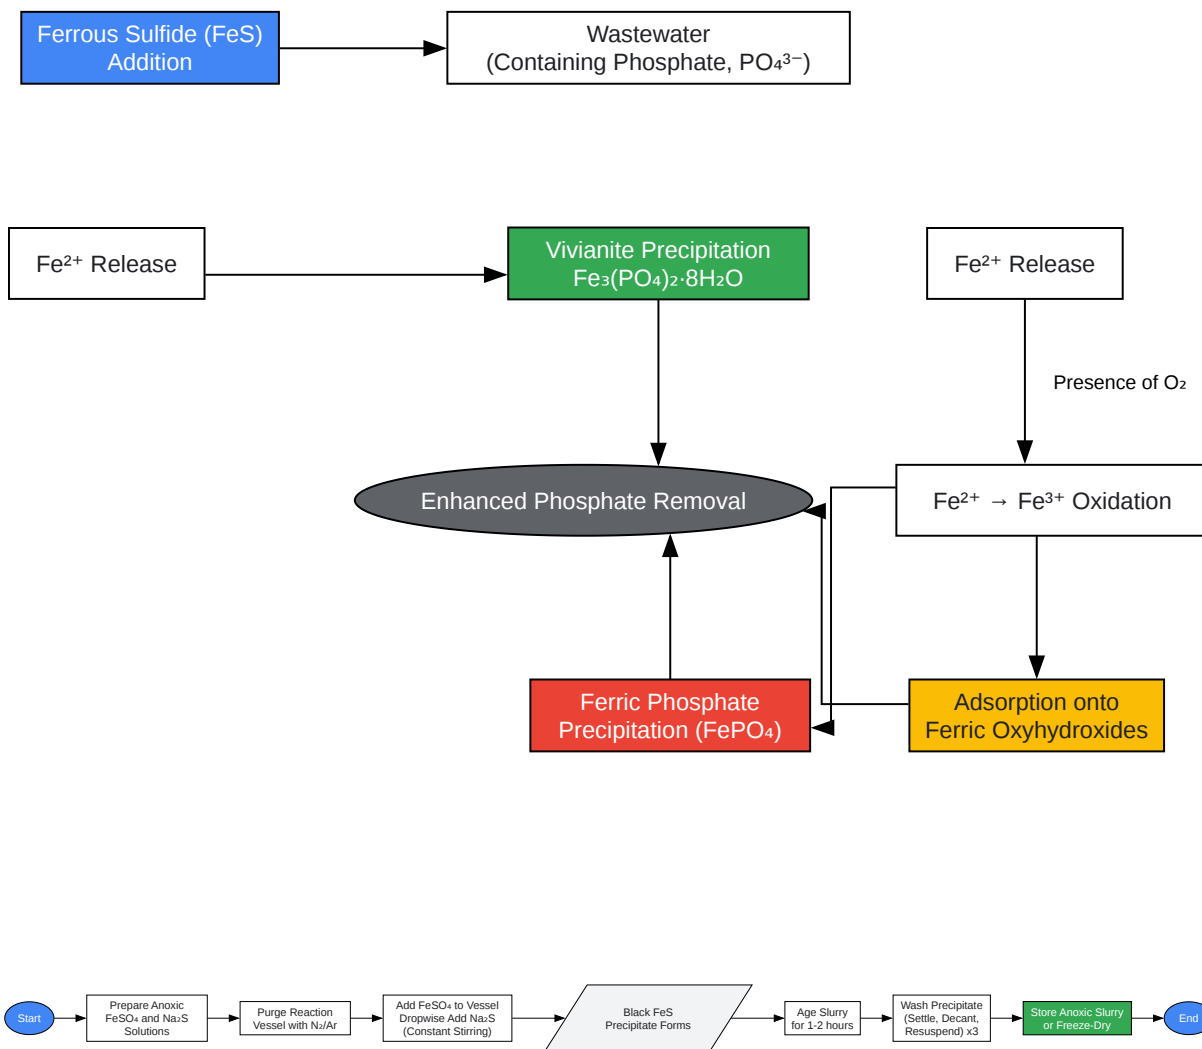 Ferrous Sulfide (FeS)
Addition
Wastewater
(Containing Phosphate, PO₄³⁻)
Fe²⁺ Release
Vivianite Precipitation
Fe₃(PO₄)₂·8H₂O
Fe²⁺ Release
Presence of O₂
Enhanced Phosphate Removal
Fe²⁺ → Fe³⁺ Oxidation
Ferric Phosphate
Precipitation (FePO₄)
Adsorption onto
Ferric Oxyhydroxides
Start
Prepare Anoxic
FeSO₄ and Na₂S
Solutions
Purge Reaction
Vessel with N₂/Ar
Add FeSO₄ to Vessel
Dropwise Add Na₂S
(Constant Stirring)
Black FeS
Precipitate Forms
Age Slurry
for 1-2 hours
Wash Precipitate
(Settle, Decant,
Resuspend) x3
Store Anoxic Slurry
or Freeze-Dry
End